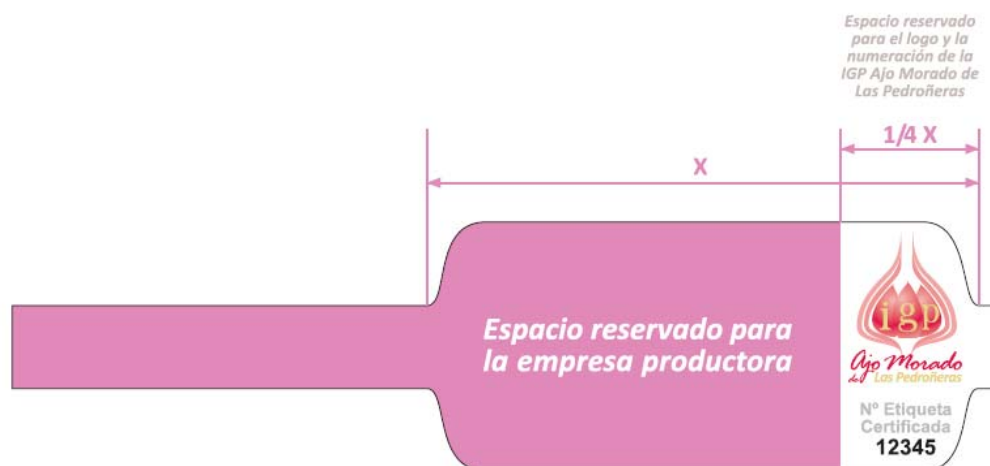 Espacio reservado
para el logo y la
numeración de la
IGP Ajo Morado de
Las Pedroñeras
1/4 X
X
Espacio reservado para
la empresa productora
igp
Ajo Morado
de Las Pedroñeras
Nº Etiqueta
Certificada
12345